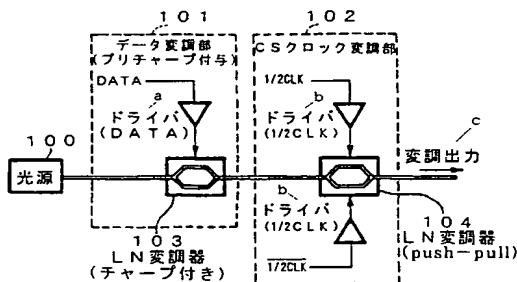 101
データ変調部
(プリチャープ付与)
DATA
a
ドライバ
(DATA)
100
光源
103
LN変調器
(チャープ付き)
102
CSクロック変調部
1/2CLK
b
ドライバ
(1/2CLK)
b
ドライバ
(1/2CLK)
1/2CLK
c
変調出力
104
LN変調器
(push-pull)